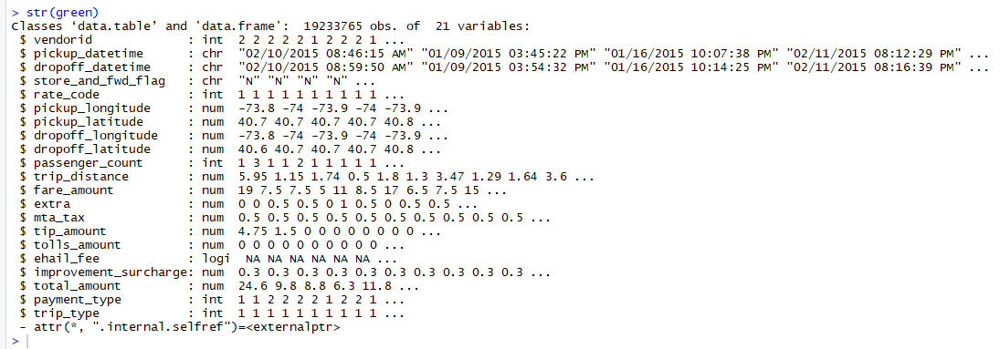 > str(green)
Classes ‘data.table’ and 'data.frame':  19233765 obs. of  21 variables:
 $ vendorid             : int  2 2 2 2 2 1 2 2 2 1 ...
 $ pickup_datetime      : chr  "02/10/2015 08:46:15 AM" "01/09/2015 03:45:22 PM" "01/16/2015 10:07:38 PM" "02/11/2015 08:12:29 PM" ...
 $ dropoff_datetime     : chr  "02/10/2015 08:59:50 AM" "01/09/2015 03:54:32 PM" "01/16/2015 10:14:25 PM" "02/11/2015 08:16:39 PM" ...
 $ store_and_fwd_flag   : chr  "N" "N" "N" "N" ...
 $ rate_code            : int  1 1 1 1 1 1 1 1 1 1 ...
 $ pickup_longitude     : num  -73.8 -74 -73.9 -74 -73.9 ...
 $ pickup_latitude      : num  40.7 40.7 40.7 40.7 40.8 ...
 $ dropoff_longitude    : num  -73.8 -74 -73.9 -74 -73.9 ...
 $ dropoff_latitude     : num  40.6 40.7 40.7 40.7 40.8 ...
 $ passenger_count      : int  1 3 1 1 2 1 1 1 1 1 ...
 $ trip_distance        : num  5.95 1.15 1.74 0.5 1.8 1.3 3.47 1.29 1.64 3.6 ...
 $ fare_amount          : num  19 7.5 7.5 5 11 8.5 17 6.5 7.5 15 ...
 $ extra                : num  0 0 0.5 0.5 0 1 0.5 0 0.5 0.5 ...
 $ mta_tax              : num  0.5 0.5 0.5 0.5 0.5 0.5 0.5 0.5 0.5 0.5 ...
 $ tip_amount           : num  4.75 1.5 0 0 0 0 0 0 0 0 ...
 $ tolls_amount         : num  0 0 0 0 0 0 0 0 0 0 ...
 $ ehail_fee            : logi  NA NA NA NA NA NA ...
 $ improvement_surcharge: num  0.3 0.3 0.3 0.3 0.3 0.3 0.3 0.3 0.3 0.3 ...
 $ total_amount         : num  24.6 9.8 8.8 6.3 11.8 ...
 $ payment_type         : int  1 1 2 2 2 2 1 2 2 1 ...
 $ trip_type            : int  1 1 1 1 1 1 1 1 1 1 ...
 - attr(*, ".internal.selfref")=<externalptr>
>